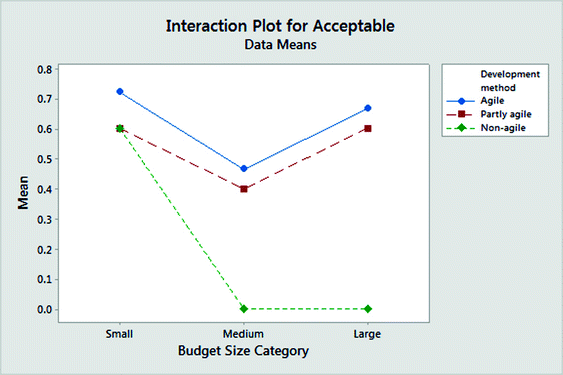 Interaction Plot for Acceptable
Data Means
0.8
0.7
0.6
0.5
0.4
0.3
0.2
0.1
0.0
Mean
Small
Medium
Large
Budget Size Category
Development
method
Agile
Partly agile
Non-agile